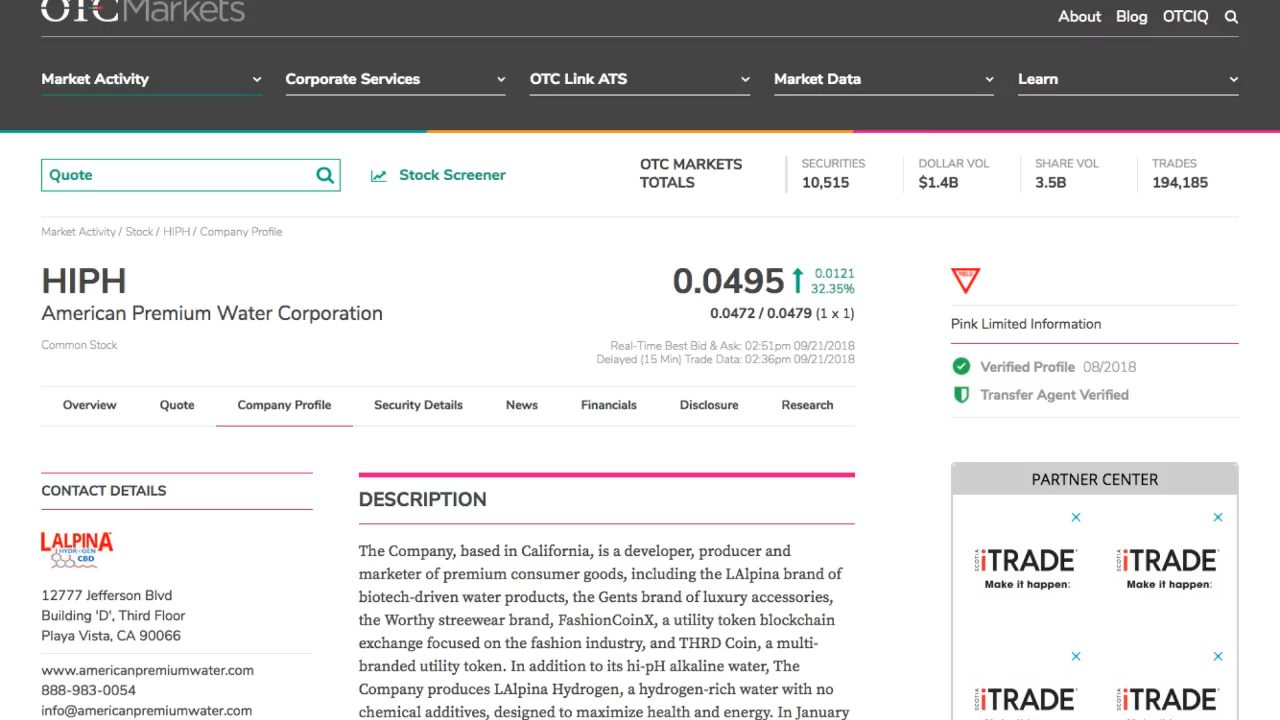 OTC Markets
About Blog OTCIQ
Market Activity Corporate Services OTC Link ATS Market Data Learn
Quote
Stock Screener
OTC MARKETS
TOTALS
SECURITIES
10,515
DOLLAR VOL
$1.4B
SHARE VOL
3.5B
TRADES
194,185
Market Activity / Stock / HIPH / Company Profile
HIPH
American Premium Water Corporation
Common Stock
0.0495 0.0121
32.35%
0.0472 / 0.0479 (1 x 1)
Real-Time Best Bid & Ask: 02:51pm 09/21/2018
Delayed (15 Min) Trade Data: 02:36pm 09/21/2018
YIELD
Pink Limited Information
Verified Profile 08/2018
Transfer Agent Verified
Overview Quote Company Profile Security Details News Financials Disclosure Research
CONTACT DETAILS
LALPINA
HYDROGEN
CBD
12777 Jefferson Blvd
Building 'D', Third Floor
Playa Vista, CA 90066
www.americanpremiumwater.com
888-983-0054
info@americanpremiumwater.com
DESCRIPTION
The Company, based in California, is a developer, producer and
marketer of premium consumer goods, including the LAlpina brand of
biotech-driven water products, the Gents brand of luxury accessories,
the Worthy streewear brand, FashionCoinX, a utility token blockchain
exchange focused on the fashion industry, and THRD Coin, a multi-
branded utility token. In addition to its hi-pH alkaline water, The
Company produces LAlpina Hydrogen, a hydrogen-rich water with no
chemical additives, designed to maximize health and energy. In January
PARTNER CENTER
SCOTIA iTRADE SCOTIA iTRADE
Make it happen: Make it happen:
SCOTIA iTRADE SCOTIA iTRADE